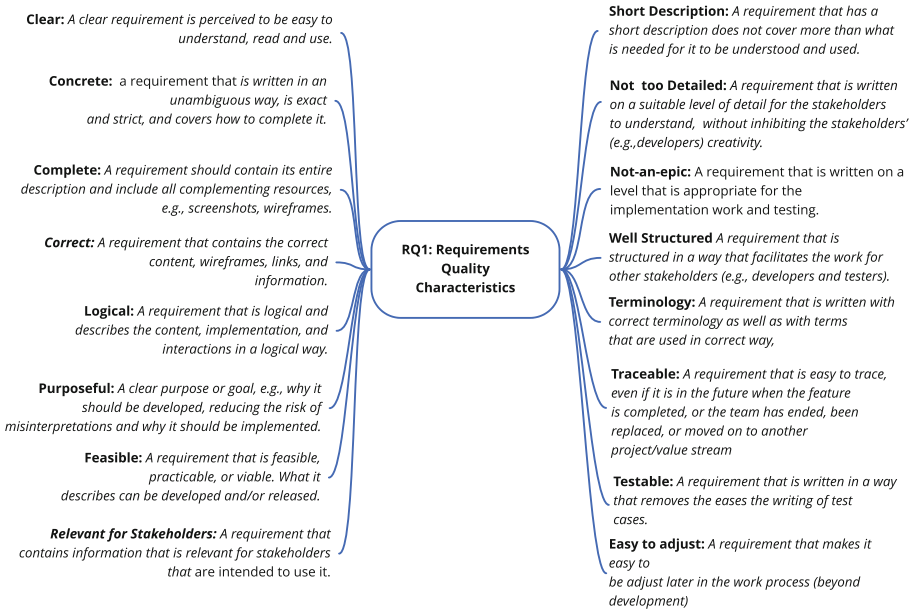 Clear: A clear requirement is perceived to be easy to
understand, read and use.
Concrete: a requirement that is written in an
unambiguous way, is exact
and strict, and covers how to complete it.
Complete: A requirement should contain its entire
description and include all complementing resources,
e.g., screenshots, wireframes.
Correct: A requirement that contains the correct
content, wireframes, links, and
information.
Logical: A requirement that is logical and
describes the content, implementation, and
interactions in a logical way.
Purposeful: A clear purpose or goal, e.g., why it
should be developed, reducing the risk of
misinterpretations and why it should be implemented.
Feasible: A requirement that is feasible,
practicable, or viable. What it
describes can be developed and/or released.
Relevant for Stakeholders: A requirement that
contains information that is relevant for stakeholders
that are intended to use it.
RQ1: Requirements
Quality
Characteristics
Short Description: A requirement that has a
short description does not cover more than what
is needed for it to be understood and used.
Not too Detailed: A requirement that is written
on a suitable level of detail for the stakeholders
to understand, without inhibiting the stakeholders'
(e.g.,developers) creativity.
Not-an-epic: A requirement that is written on a
level that is appropriate for the
implementation work and testing.
Well Structured A requirement that is
structured in a way that facilitates the work for
other stakeholders (e.g., developers and testers).
Terminology: A requirement that is written with
correct terminology as well as with terms
that are used in correct way,
Traceable: A requirement that is easy to trace,
even if it is in the future when the feature
is completed, or the team has ended, been
replaced, or moved on to another
project/value stream
Testable: A requirement that is written in a way
that removes the eases the writing of test
cases.
Easy to adjust: A requirement that makes it
easy to
be adjust later in the work process (beyond
development)